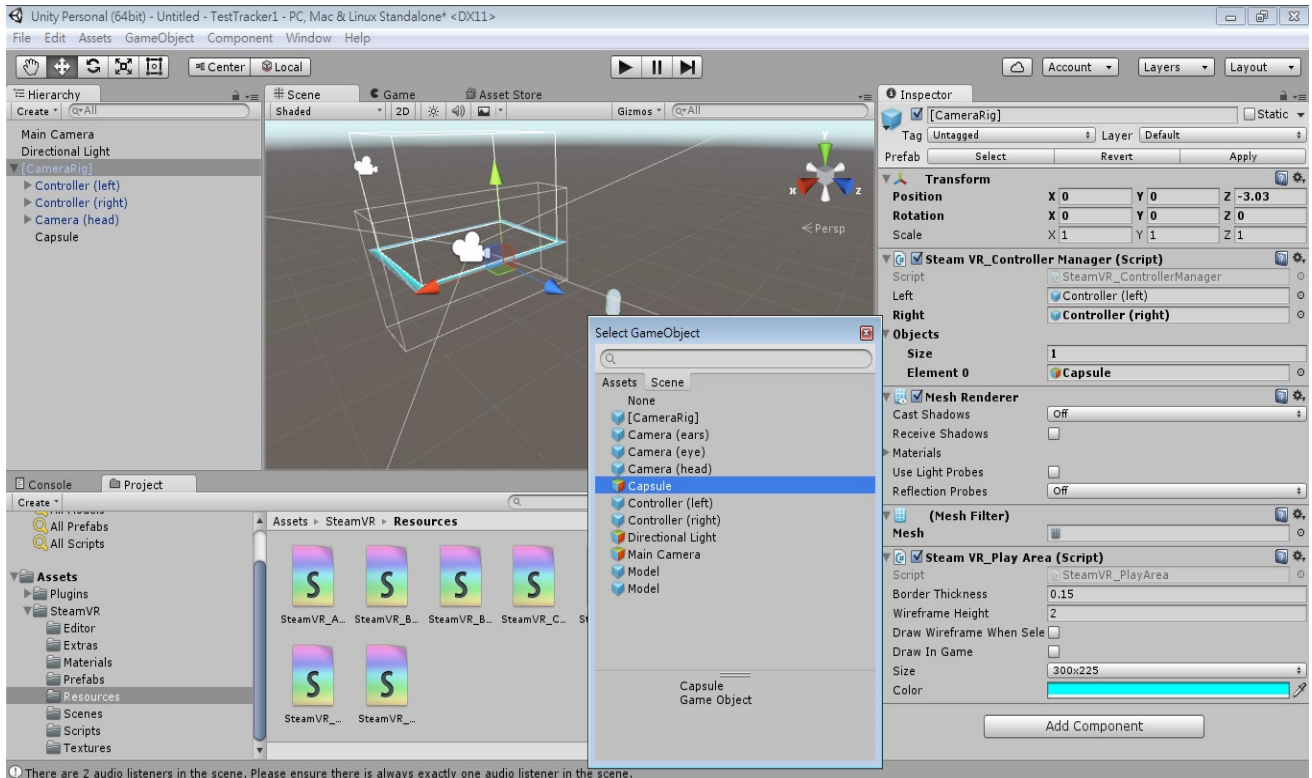 Unity Personal (64bit) - Untitled - TestTracker1 - PC, Mac & Linux Standalone* <DX11>
File Edit Assets GameObject Component Window Help
Center Local Account Layers Layout
Hierarchy
Create All
Main Camera
Directional Light
[CameraRig]
Controller (left)
Controller (right)
Camera (head)
Capsule
Scene Game Asset Store
Shaded 2D Gizmos All
y
x z
Persp
Inspector
[CameraRig] Static
Tag Untagged Layer Default
Prefab Select Revert Apply
Transform
Position X 0 Y 0 Z -3.03
Rotation X 0 Y 0 Z 0
Scale X 1 Y 1 Z 1
Steam VR_Controller Manager (Script)
Script SteamVR_ControllerManager
Left Controller (left)
Right Controller (right)
Objects
Size 1
Element 0 Capsule
Mesh Renderer
Cast Shadows Off
Receive Shadows
Materials
Use Light Probes
Reflection Probes Off
(Mesh Filter)
Mesh
Steam VR_Play Area (Script)
Script SteamVR_PlayArea
Border Thickness 0.15
Wireframe Height 2
Draw Wireframe When Sele
Draw In Game
Size 300x225
Color
Add Component
Select GameObject
Assets Scene
None
[CameraRig]
Camera (ears)
Camera (eye)
Camera (head)
Capsule
Controller (left)
Controller (right)
Directional Light
Main Camera
Model
Model
Capsule
Game Object
Console Project
Create
All Prefabs
All Scripts
Assets
Plugins
SteamVR
Editor
Extras
Materials
Prefabs
Resources
Scenes
Scripts
Textures
Assets SteamVR Resources
S S S S
SteamVR_A... SteamVR_B... SteamVR_B... SteamVR_C...
S S
SteamVR_... SteamVR_...
There are 2 audio listeners in the scene. Please ensure there is always exactly one audio listener in the scene.